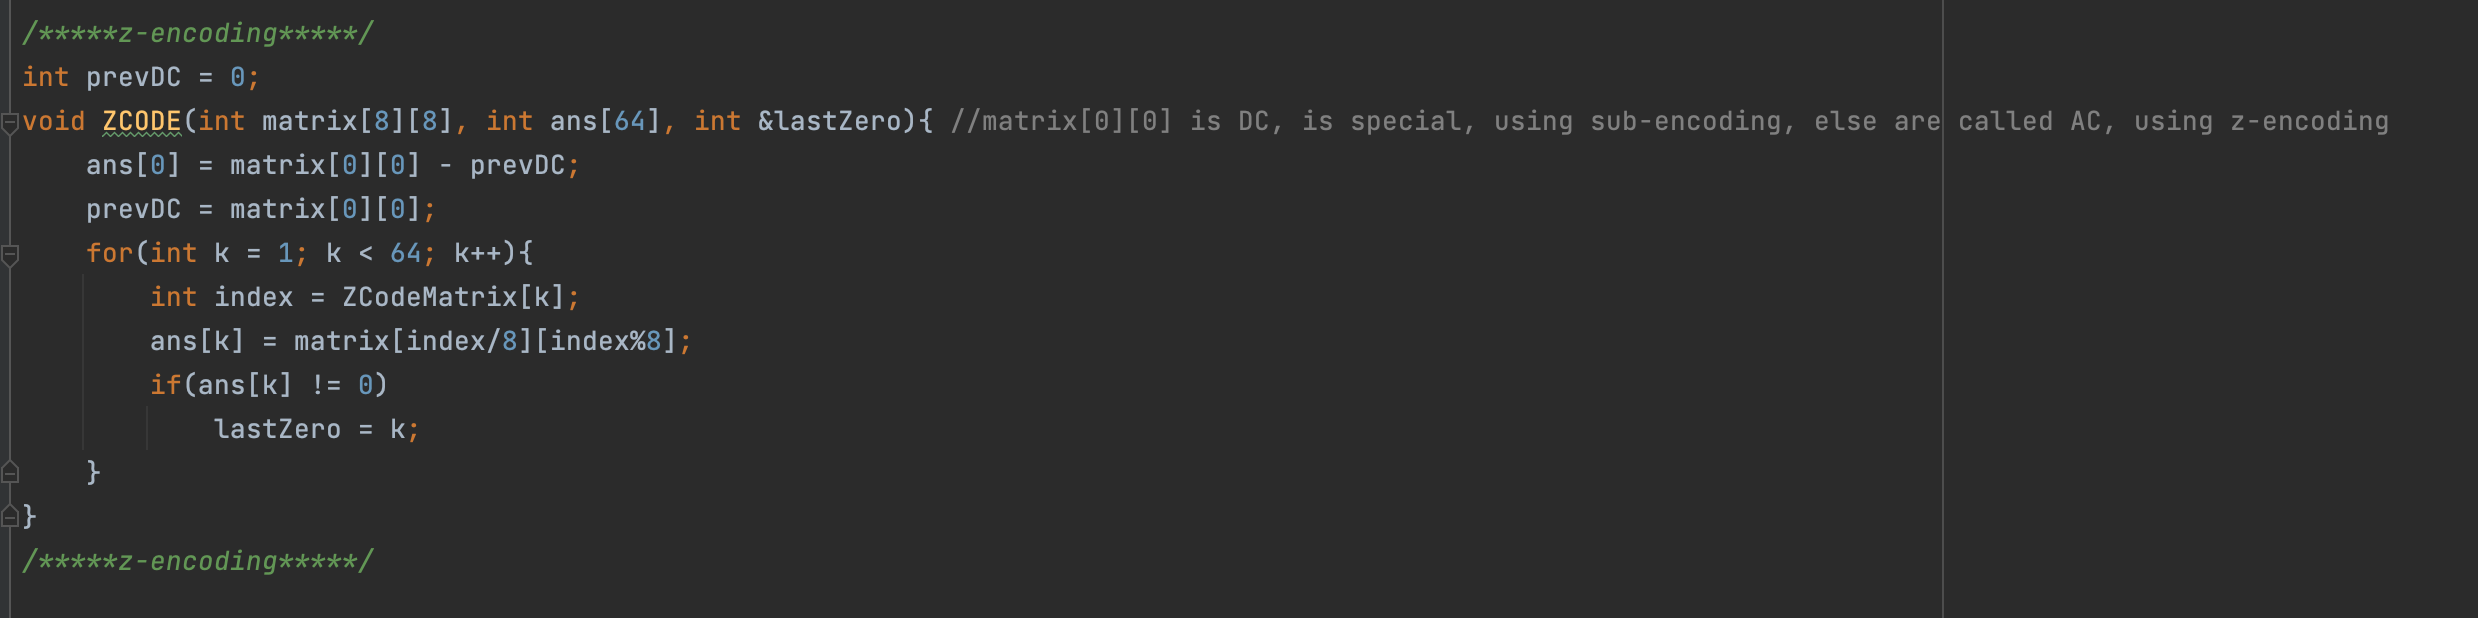 /*****z-encoding*****/
int prevDC = 0;
void ZCODE(int matrix[8][8], int ans[64], int &lastZero){ //matrix[0][0] is DC, is special, using sub-encoding, else are called AC, using z-encoding
    ans[0] = matrix[0][0] - prevDC;
    prevDC = matrix[0][0];
    for(int k = 1; k < 64; k++){
        int index = ZCodeMatrix[k];
        ans[k] = matrix[index/8][index%8];
        if(ans[k] != 0)
            lastZero = k;
    }
}
/*****z-encoding*****/